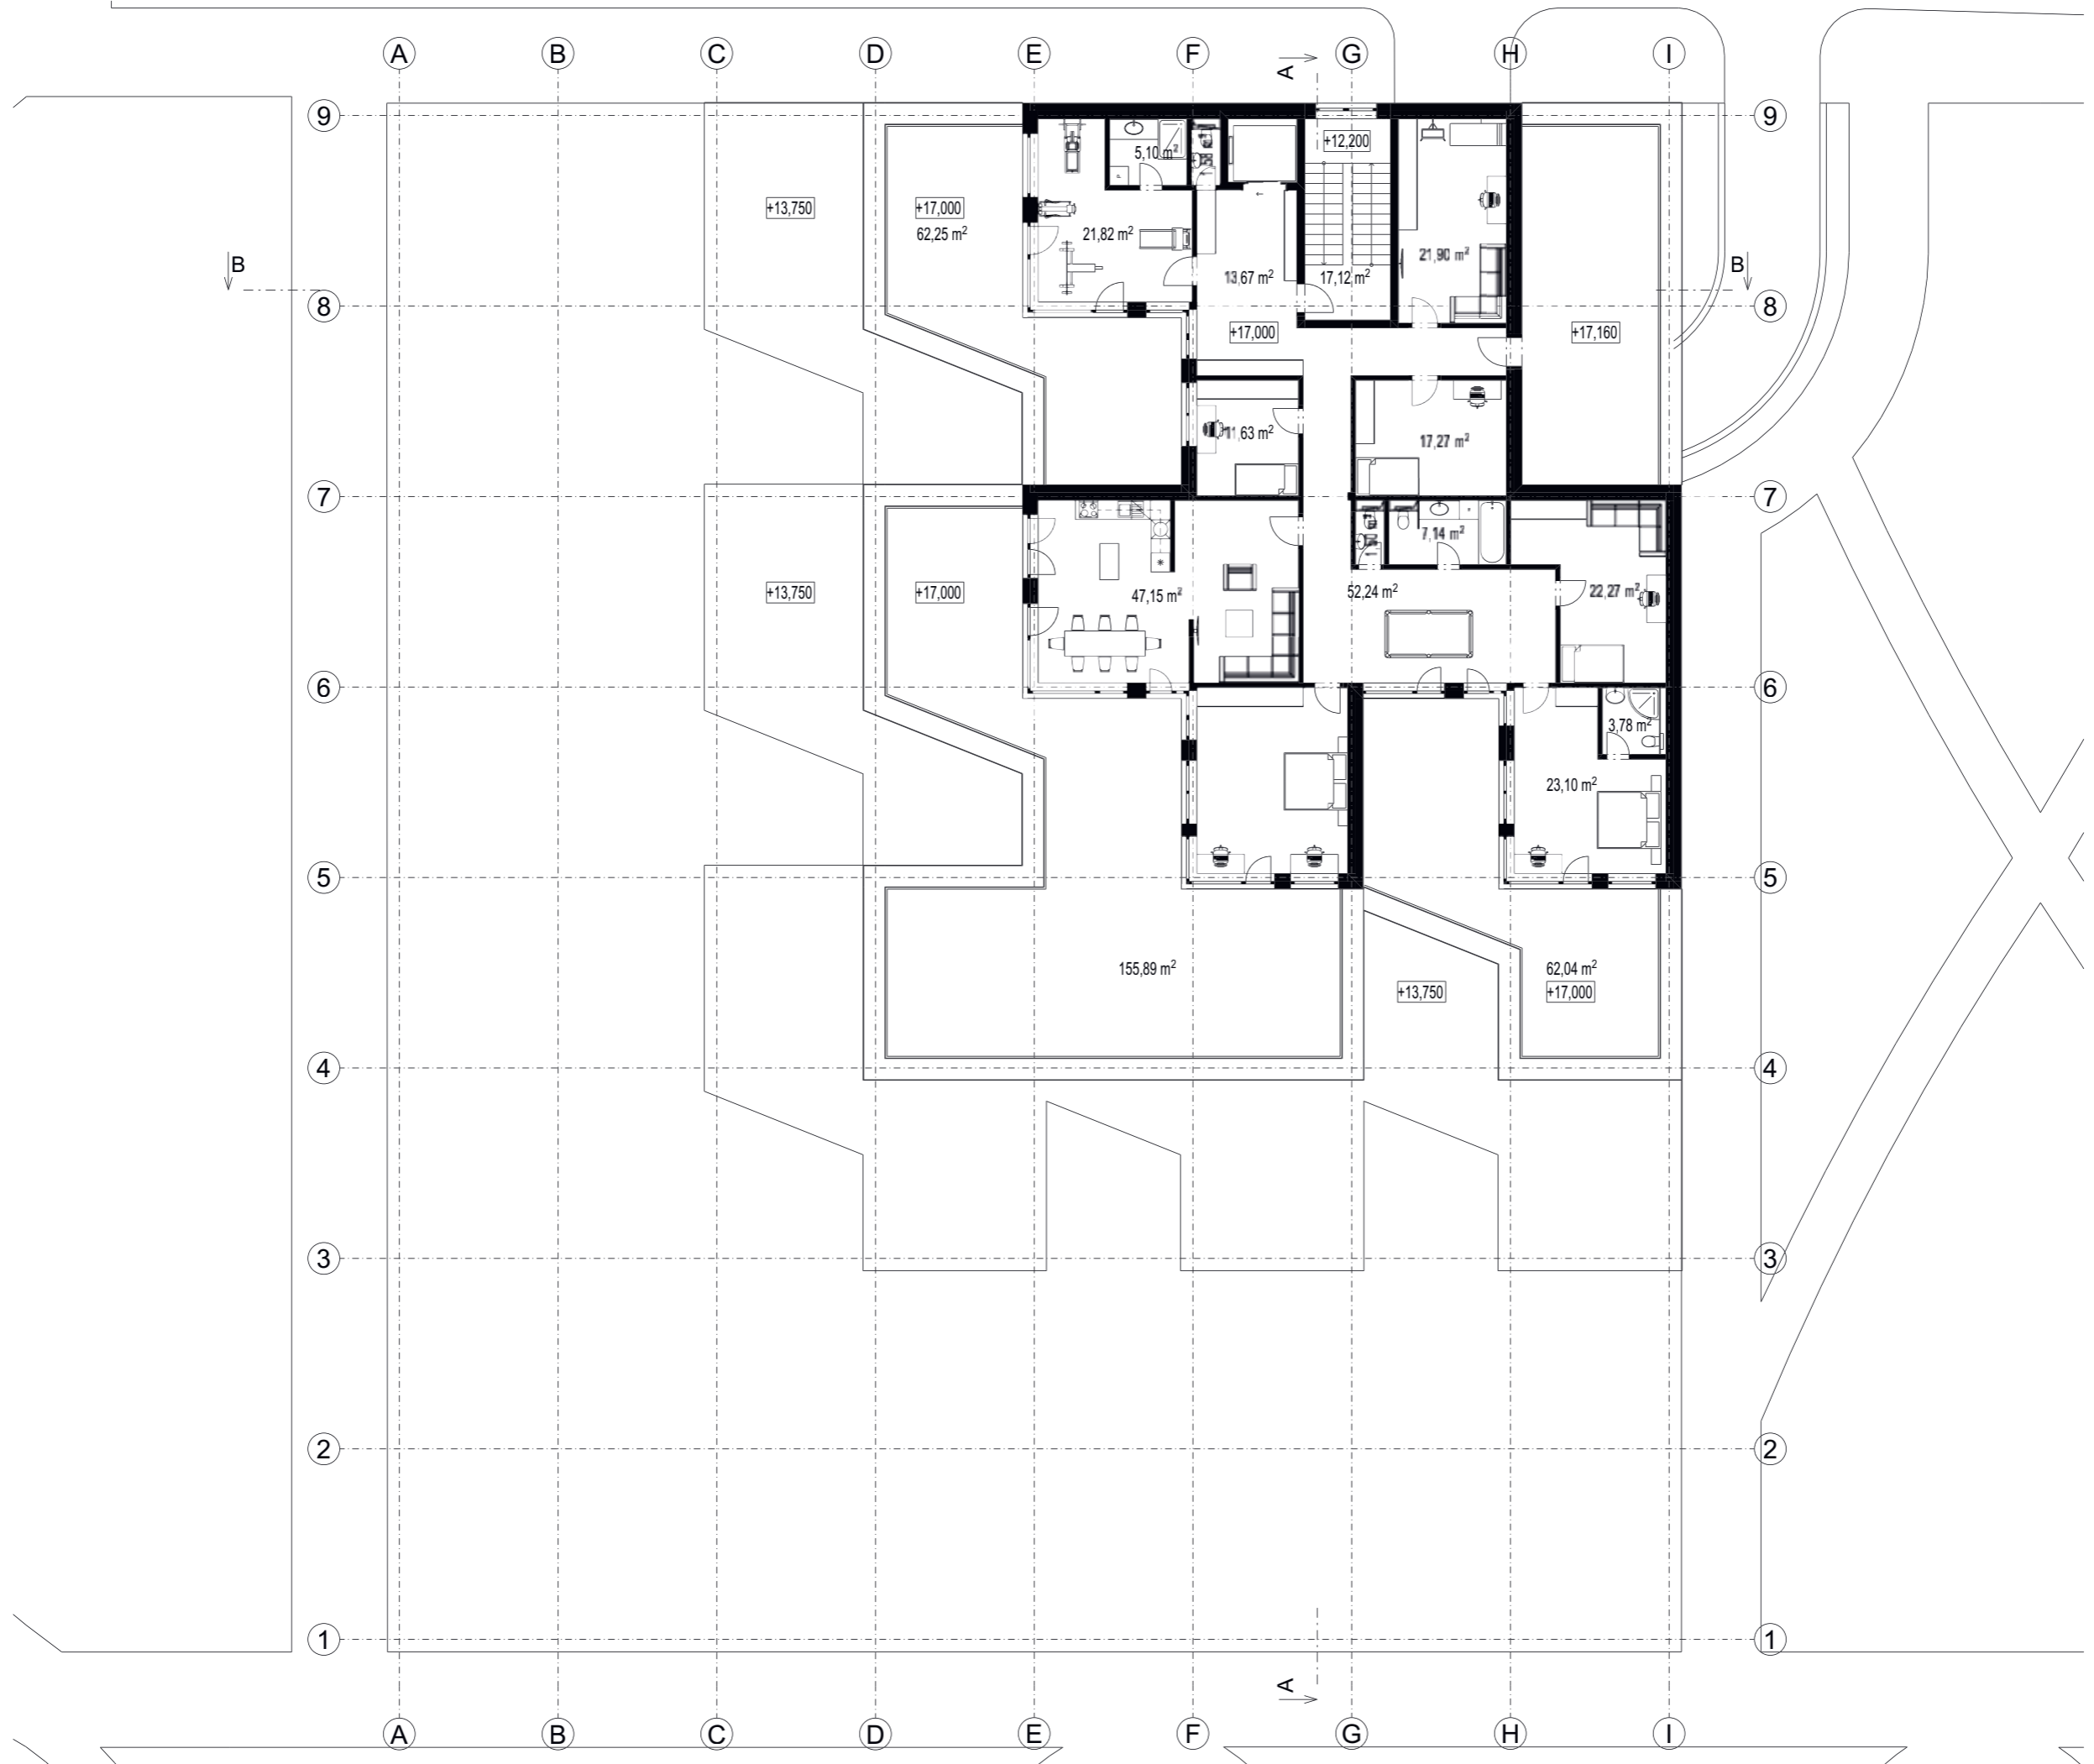 A B C D E F G H I
A
9 9
+12,200
5,10 m²
+13,750 +17,000
62,25 m² 21,82 m²
21,90 m²
B B
13,67 m² 17,12 m²
8 8
+17,000 +17,160
11,63 m² 17,27 m²
7 7
7,14 m²
+13,750 +17,000 47,15 m² 52,24 m² 22,27 m²
6 6
3,78 m²
23,10 m²
5 5
155,89 m² 62,04 m²
+13,750 +17,000
4 4
3 3
2 2
1 1
A
A B C D E F G H I